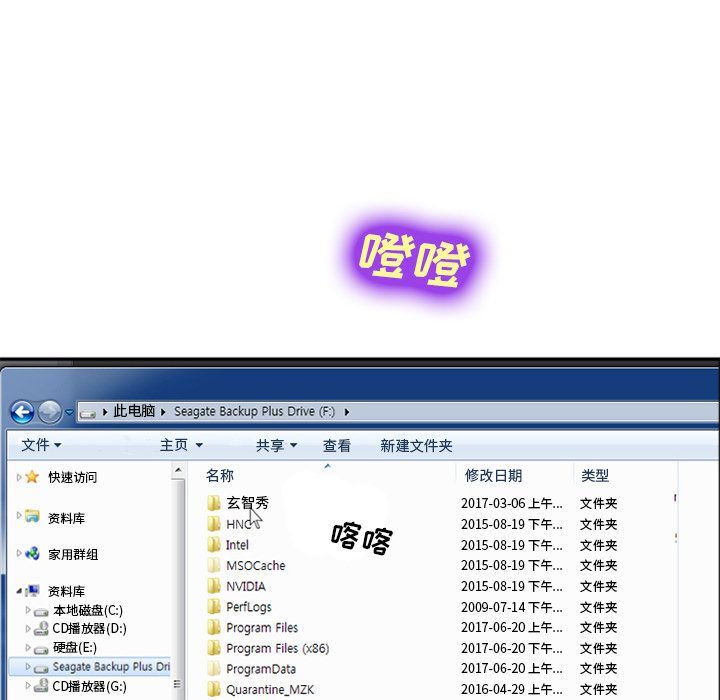 噔噔
此电脑 Seagate Backup Plus Drive (F:)
文件 主页 共享 查看 新建文件夹
名称 修改日期 类型
快速访问
资料库
家用群组
资料库
本地磁盘(C:)
CD播放器(D:)
硬盘(E:)
Seagate Backup Plus Dri
CD播放器(G:)
玄智秀 2017-03-06 上午... 文件夹
HNC 2015-08-19 下午... 文件夹
Intel 2015-08-19 下午... 文件夹
MSOCache 2015-08-19 下午... 文件夹
NVIDIA 2015-08-19 下午... 文件夹
PerfLogs 2009-07-14 下午... 文件夹
Program Files 2017-06-20 上午... 文件夹
Program Files (x86) 2017-06-20 下午... 文件夹
ProgramData 2017-06-20 上午... 文件夹
Quarantine_MZK 2016-04-29 上午... 文件夹
喀喀